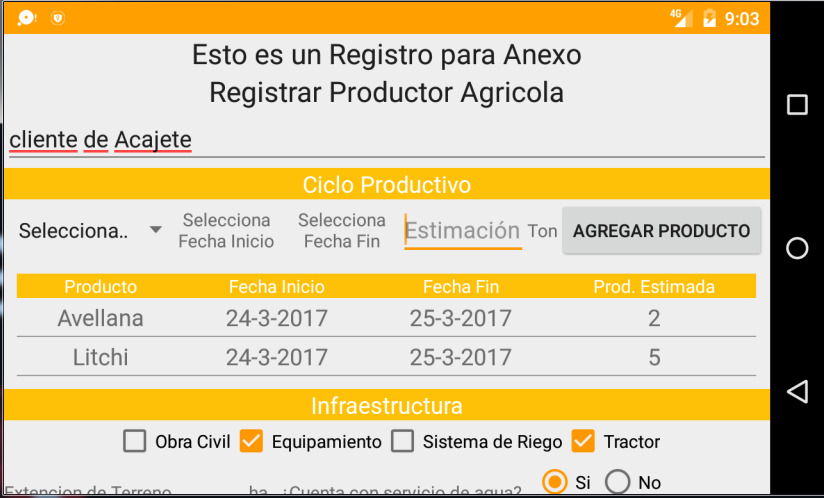 4G 9:03
Esto es un Registro para Anexo
Registrar Productor Agricola
cliente de Acajete
Ciclo Productivo
Selecciona.. Selecciona Fecha Inicio Selecciona Fecha Fin Estimación Ton AGREGAR PRODUCTO
Producto Fecha Inicio Fecha Fin Prod. Estimada
Avellana 24-3-2017 25-3-2017 2
Litchi 24-3-2017 25-3-2017 5
Infraestructura
Obra Civil Equipamiento Sistema de Riego Tractor
Extencion de Terreno ha ¿Cuenta con servicio de agua? Si No